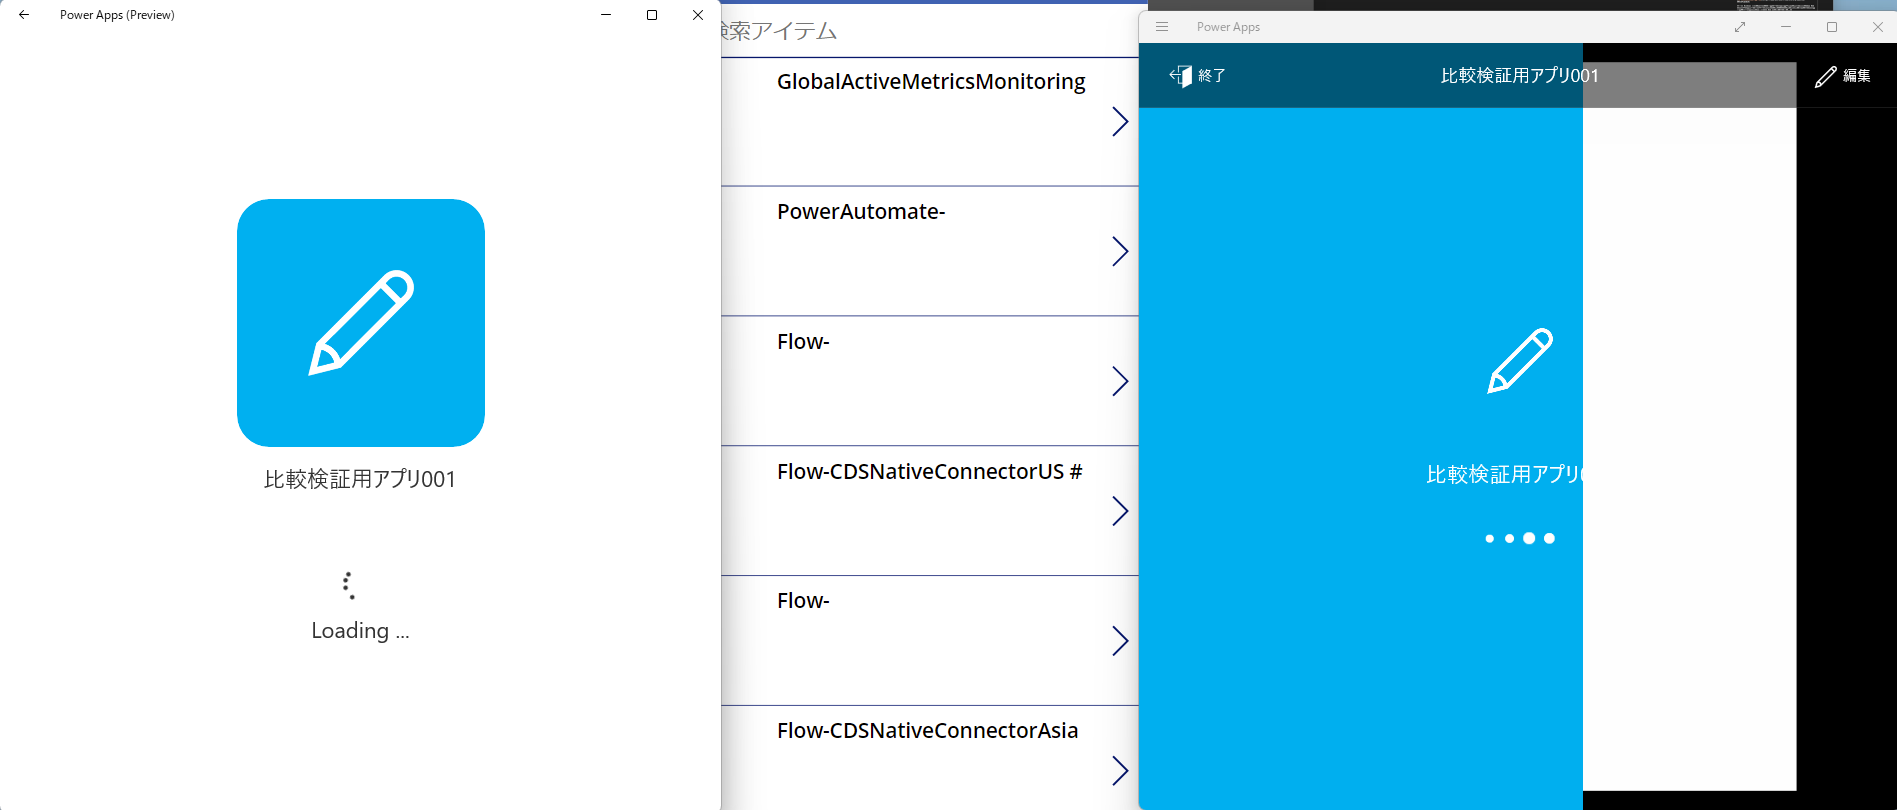 Power Apps (Preview)
比較検証用アプリ001
Loading ...
索アイテム
GlobalActiveMetricsMonitoring
PowerAutomate-
Flow-
Flow-CDSNativeConnectorUS #
Flow-
Flow-CDSNativeConnectorAsia
Power Apps
終了
比較検証用アプリ001
編集
比較検証用アプリ